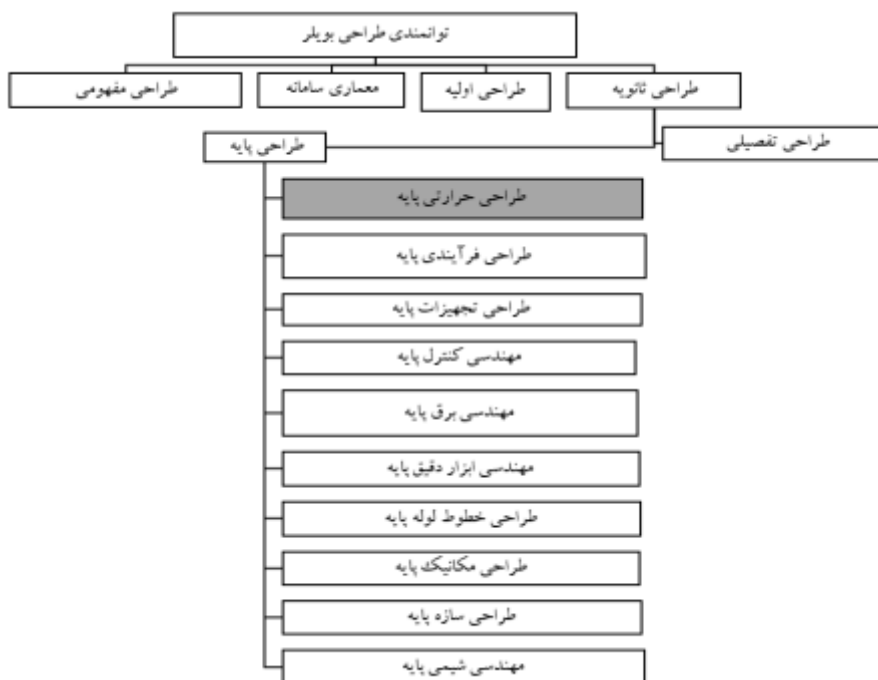 توانمندی طراحی بویلر
طراحی ثانویه
طراحی اولیه
معماری سامانه
طراحی مفهومی
طراحی تفصیلی
طراحی پایه
طراحی حرارتی پایه
طراحی فرآیندی پایه
طراحی تجهیزات پایه
مهندسی کنترل پایه
مهندسی برق پایه
مهندسی ابزار دقیق پایه
طراحی خطوط لوله پایه
طراحی مکانیک پایه
طراحی سازه پایه
مهندسی شیمی پایه